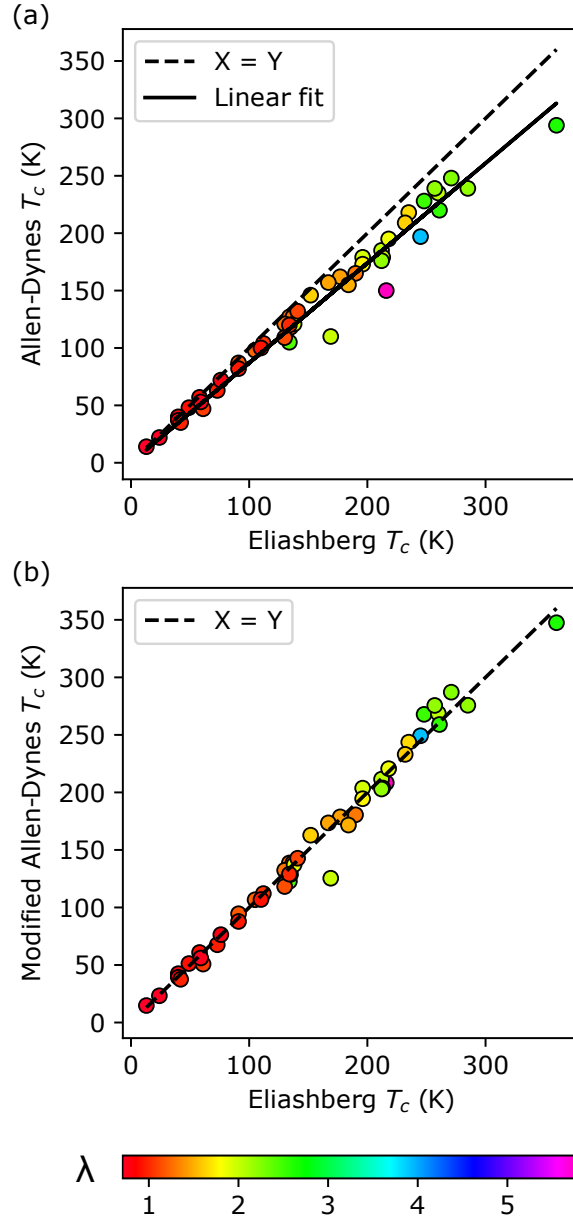 (a)
X = Y
Linear fit
350
300
250
200
150
100
50
0
Allen-Dynes T_c (K)
0 100 200 300
Eliashberg T_c (K)
(b)
X = Y
350
300
250
200
150
100
50
0
Modified Allen-Dynes T_c (K)
0 100 200 300
Eliashberg T_c (K)
λ
1 2 3 4 5